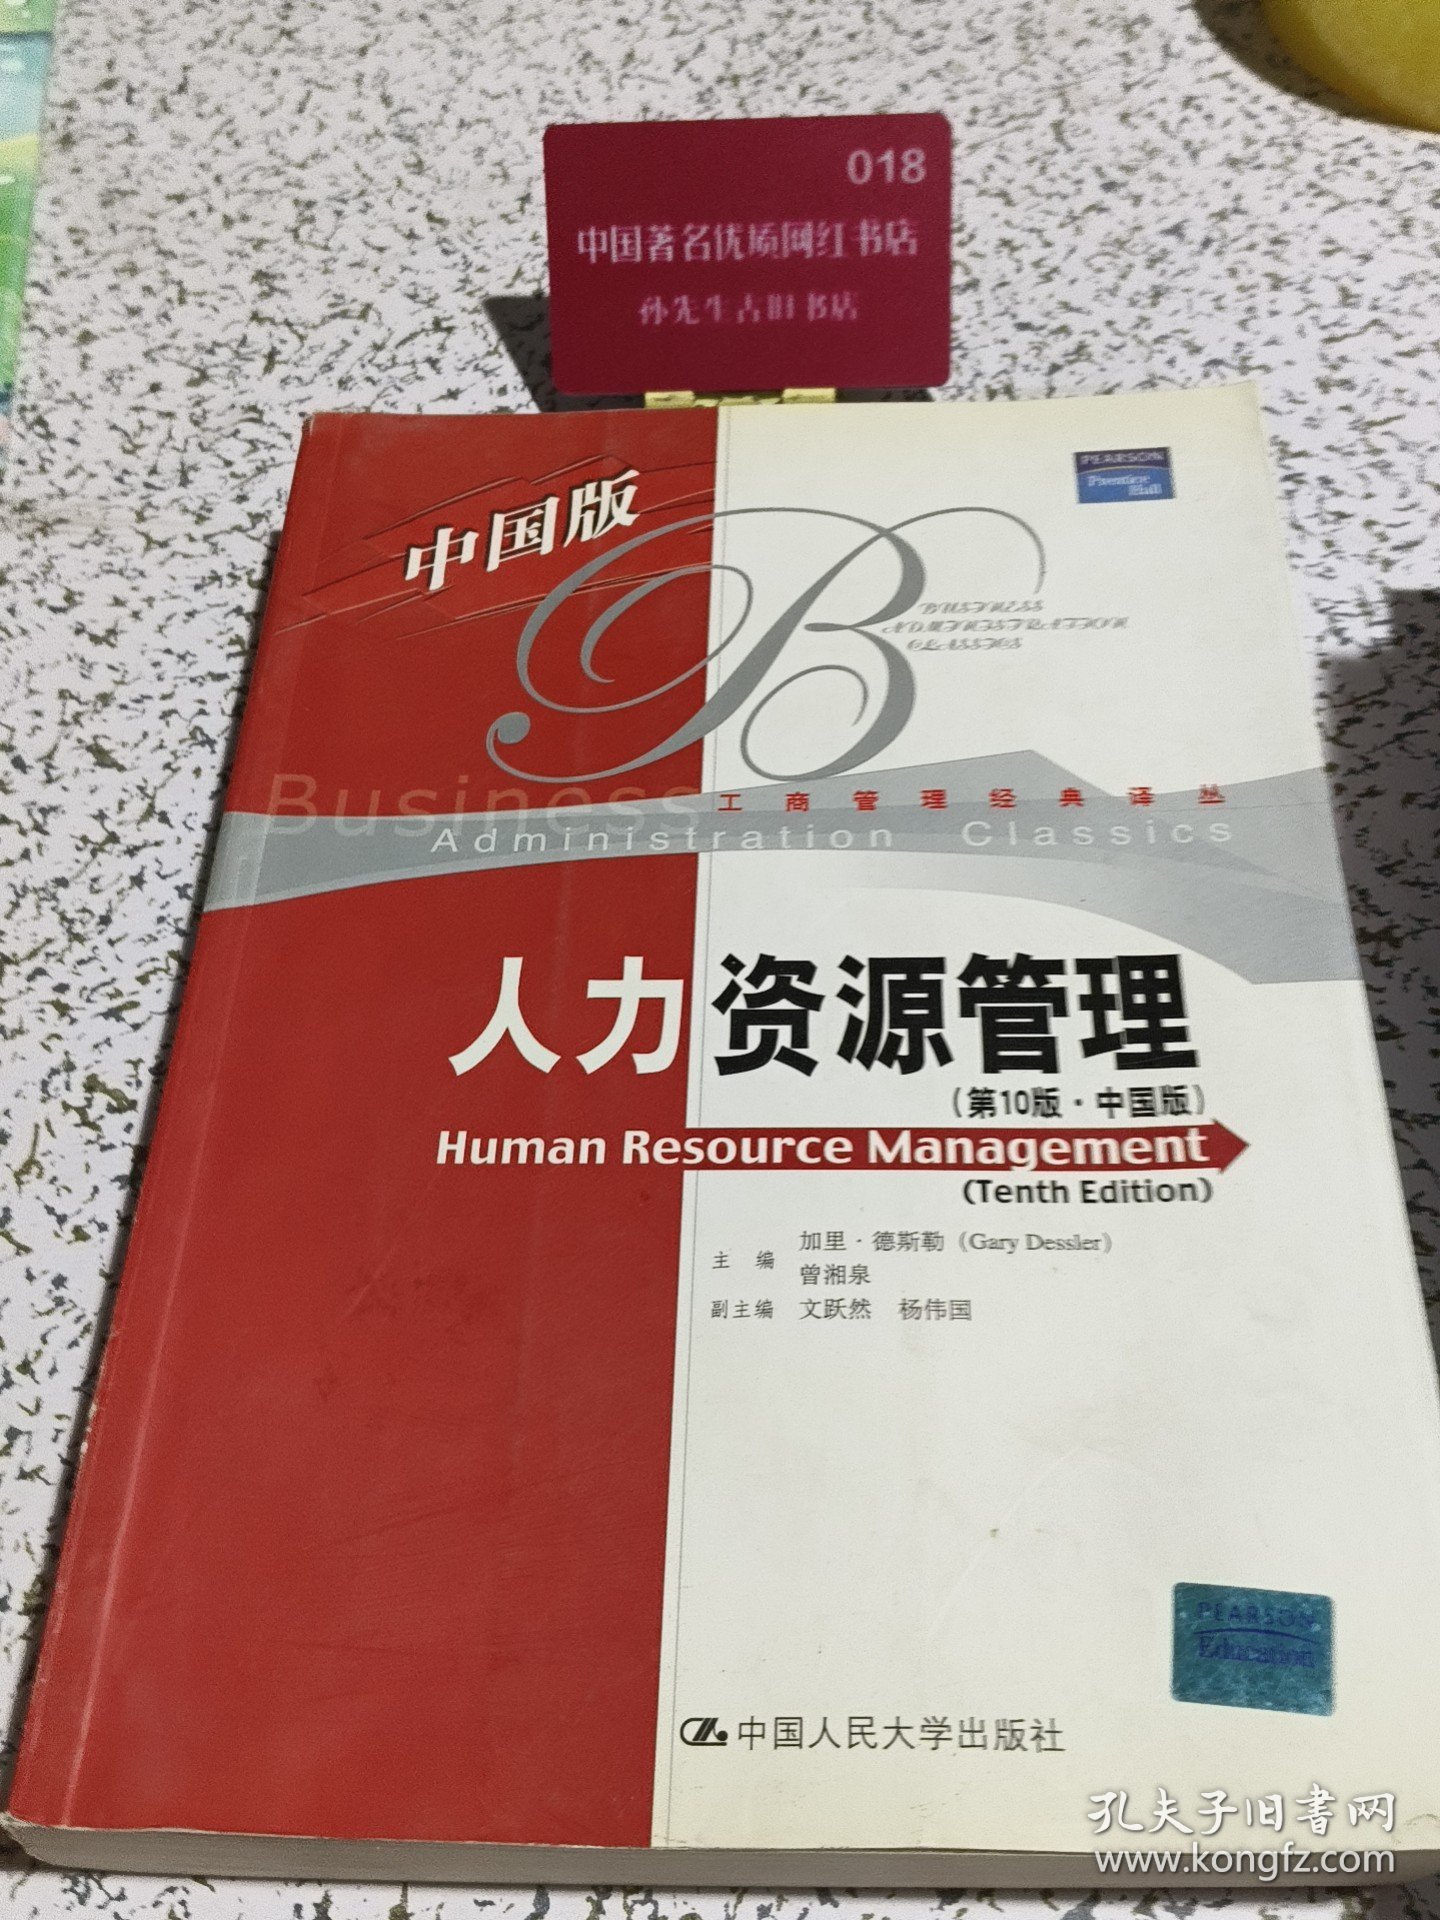 018
中国著名优质网红书店
孙先生古旧书店
中国版
PEARSON
Prentice
Hall
BUSINESS
ADMINISTRATION
CLASSICS
Business
工商管理经典译丛
Administration Classics
人力资源管理
（第10版·中国版）
Human Resource Management
(Tenth Edition)
主 编 加里·德斯勒（Gary Dessler）
曾湘泉
副主编 文跃然 杨伟国
PEARSON
Education
中国人民大学出版社
孔夫子旧书网
www.kongfz.com